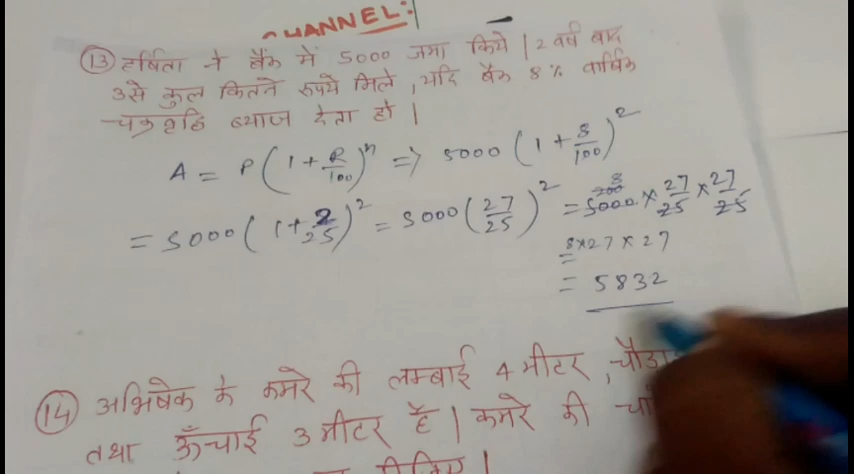 CHANNEL:-
13 हर्षिता ने बैंक में 5000 जमा किये | 2 वर्ष बाद
उसे कुल कितने रुपये मिले, यदि बैंक 8% वार्षिक
चक्रवृद्धि ब्याज देता हो |
A = P(1+R/100)^n => 5000(1+8/100)^2
= 5000(1+2/25)^2 = 5000(27/25)^2 = 5000 × 27/25 × 27/25
200 8
= 8×27×27
= 5832
14 अभिषेक के कमरे की लम्बाई 4 मीटर,
तथा ऊँचाई 3 मीटर है | कमरे की